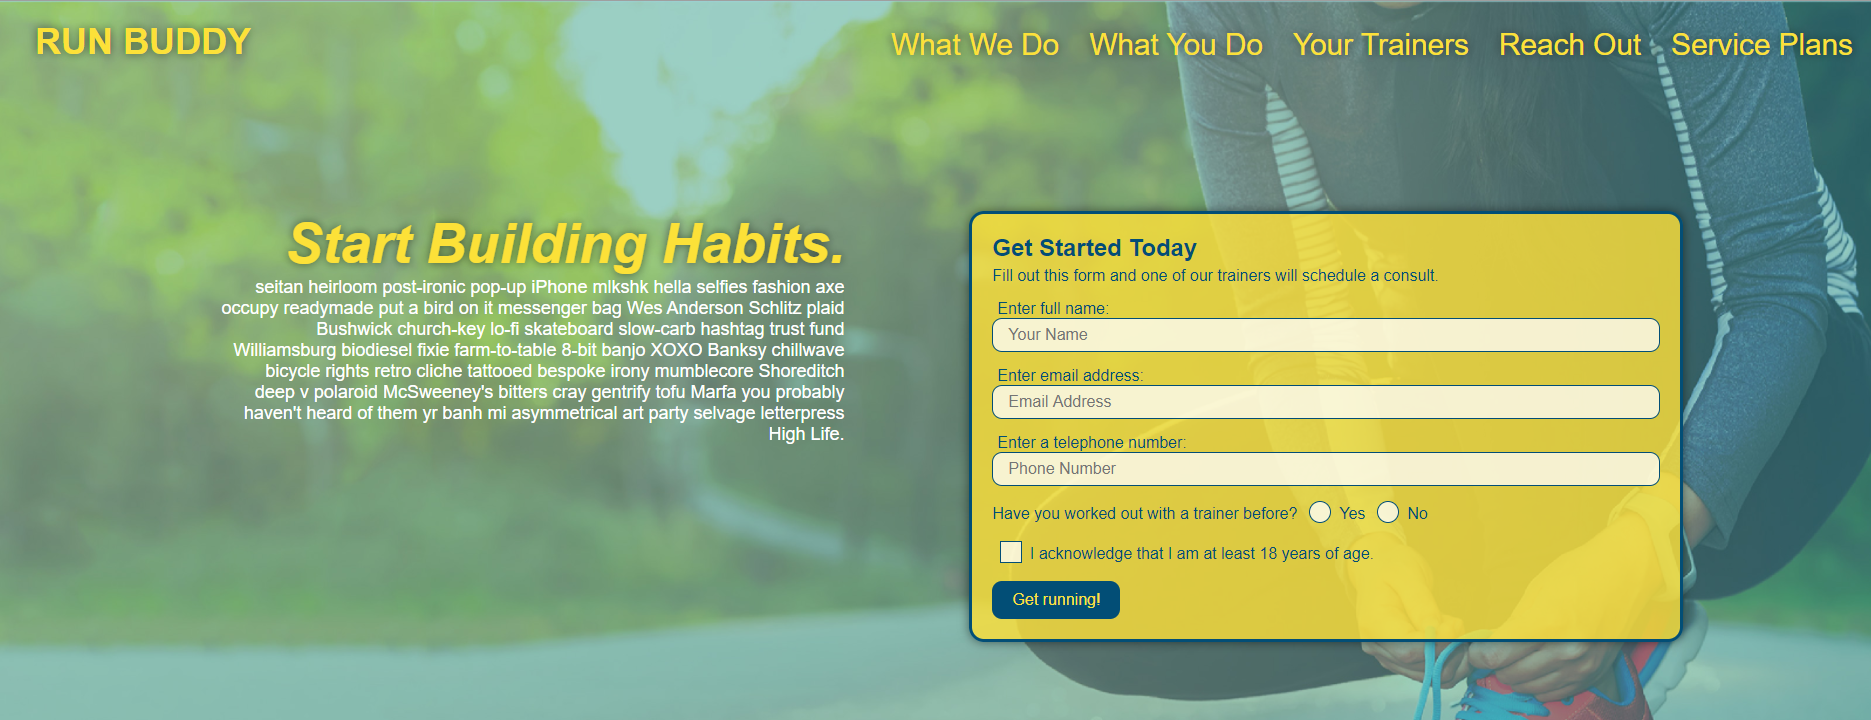 RUN BUDDY
What We Do What You Do Your Trainers Reach Out Service Plans
Start Building Habits.
seitan heirloom post-ironic pop-up iPhone mlkshk hella selfies fashion axe
occupy readymade put a bird on it messenger bag Wes Anderson Schlitz plaid
Bushwick church-key lo-fi skateboard slow-carb hashtag trust fund
Williamsburg biodiesel fixie farm-to-table 8-bit banjo XOXO Banksy chillwave
bicycle rights retro cliche tattooed bespoke irony mumblecore Shoreditch
deep v polaroid McSweeney's bitters cray gentrify tofu Marfa you probably
haven't heard of them yr banh mi asymmetrical art party selvage letterpress
High Life.
Get Started Today
Fill out this form and one of our trainers will schedule a consult.
Enter full name:
Your Name
Enter email address:
Email Address
Enter a telephone number:
Phone Number
Have you worked out with a trainer before? Yes No
I acknowledge that I am at least 18 years of age.
Get running!